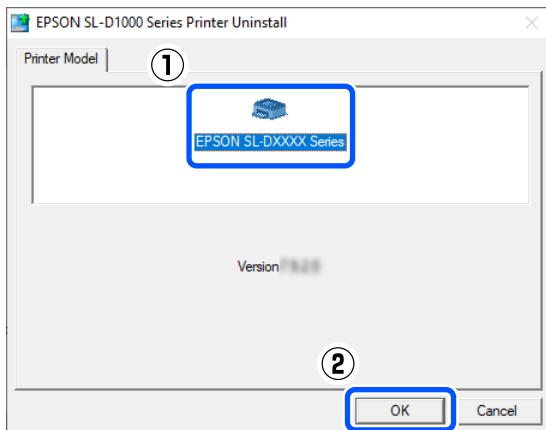 EPSON SL-D1000 Series Printer Uninstall
Printer Model
①
EPSON SL-DXXXX Series
Version
②
OK Cancel